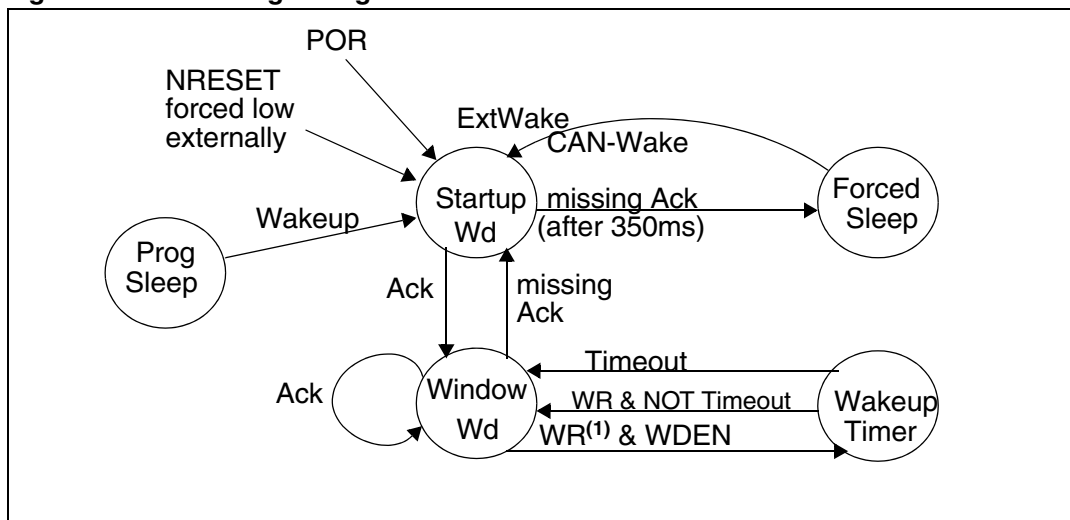 POR
NRESET
forced low
externally
ExtWake
CAN-Wake
Startup
Wd
missing Ack
(after 350ms)
Forced
Sleep
Wakeup
Prog
Sleep
Ack
missing
Ack
Ack
Window
Wd
Timeout
WR & NOT Timeout
WR(1) & WDEN
Wakeup
Timer